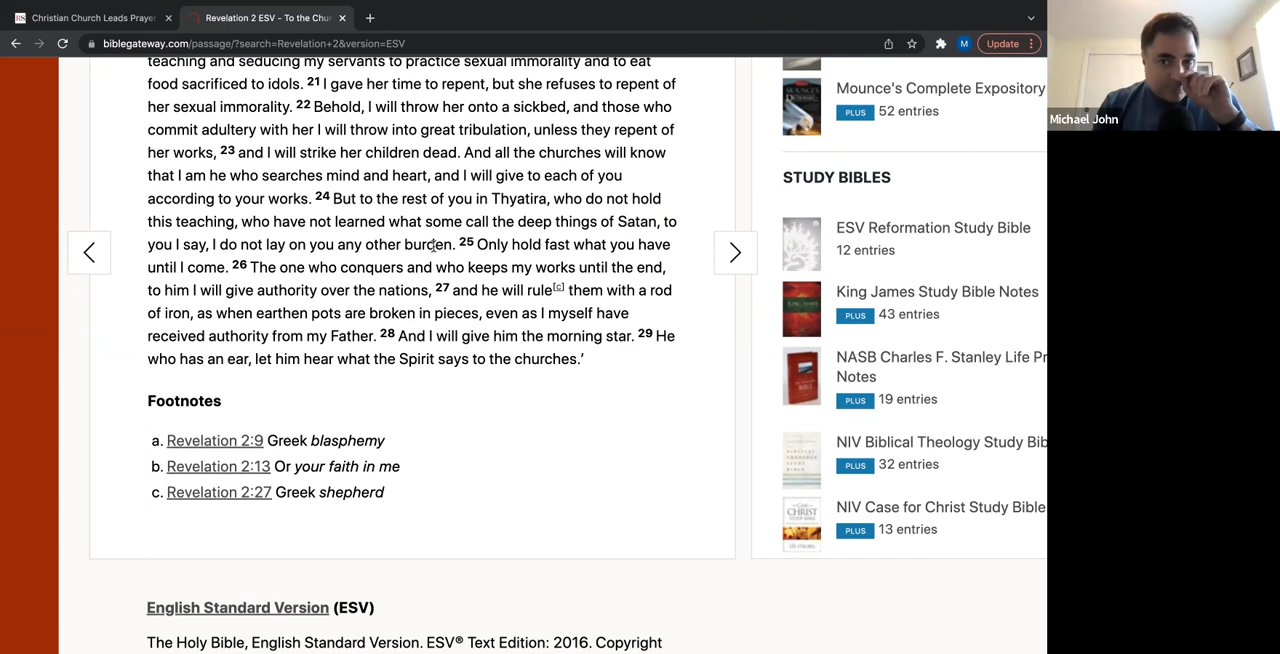 Christian Church Leads Prayer
Revelation 2 ESV - To the Chur
biblegateway.com/passage/?search=Revelation+2&version=ESV
M
Update
teaching and seducing my servants to practice sexual immorality and to eat
food sacrificed to idols. 21 I gave her time to repent, but she refuses to repent of
her sexual immorality. 22 Behold, I will throw her onto a sickbed, and those who
commit adultery with her I will throw into great tribulation, unless they repent of
her works, 23 and I will strike her children dead. And all the churches will know
that I am he who searches mind and heart, and I will give to each of you
according to your works. 24 But to the rest of you in Thyatira, who do not hold
this teaching, who have not learned what some call the deep things of Satan, to
you I say, I do not lay on you any other burden. 25 Only hold fast what you have
until I come. 26 The one who conquers and who keeps my works until the end,
to him I will give authority over the nations, 27 and he will rule[c] them with a rod
of iron, as when earthen pots are broken in pieces, even as I myself have
received authority from my Father. 28 And I will give him the morning star. 29 He
who has an ear, let him hear what the Spirit says to the churches.’
Footnotes
a. Revelation 2:9 Greek blasphemy
b. Revelation 2:13 Or your faith in me
c. Revelation 2:27 Greek shepherd
English Standard Version (ESV)
The Holy Bible, English Standard Version. ESV® Text Edition: 2016. Copyright
Mounce's Complete Expository
PLUS 52 entries
STUDY BIBLES
ESV Reformation Study Bible
12 entries
King James Study Bible Notes
PLUS 43 entries
NASB Charles F. Stanley Life Pr
Notes
PLUS 19 entries
NIV Biblical Theology Study Bib
PLUS 32 entries
NIV Case for Christ Study Bible
PLUS 13 entries
Michael John